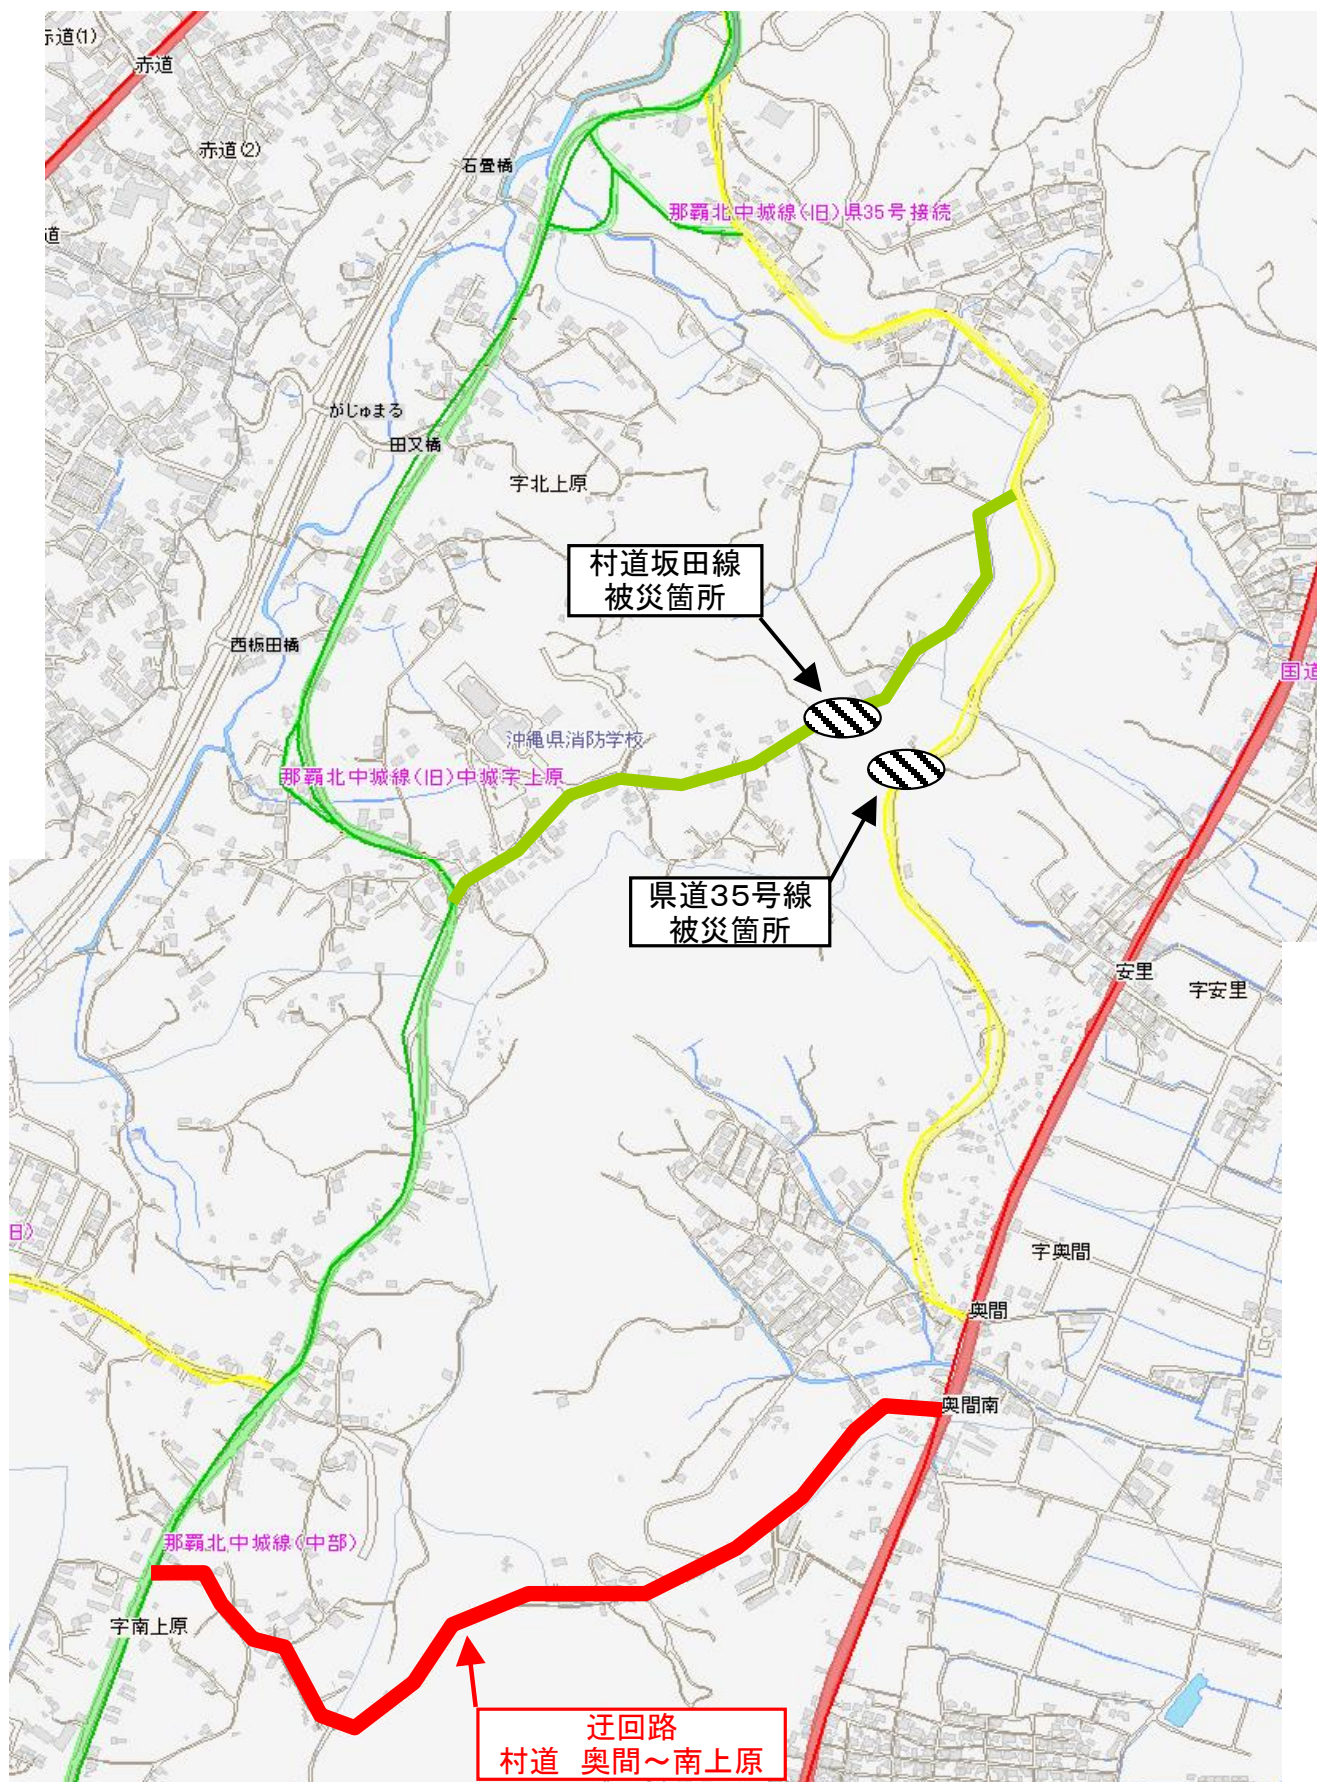 赤道(1)
赤道
赤道(2)
石畳橋
那覇北中城線(旧)県35号接続
道
がじゅまる
田又橋
字北上原
村道坂田線
被災箇所
西板田橋
国道
沖縄県消防学校
那覇北中城線(旧)中城字上原
県道35号線
被災箇所
安里
字安里
旧)
字奥間
奥間
奥間南
那覇北中城線(中部)
字南上原
迂回路
村道 奥間～南上原